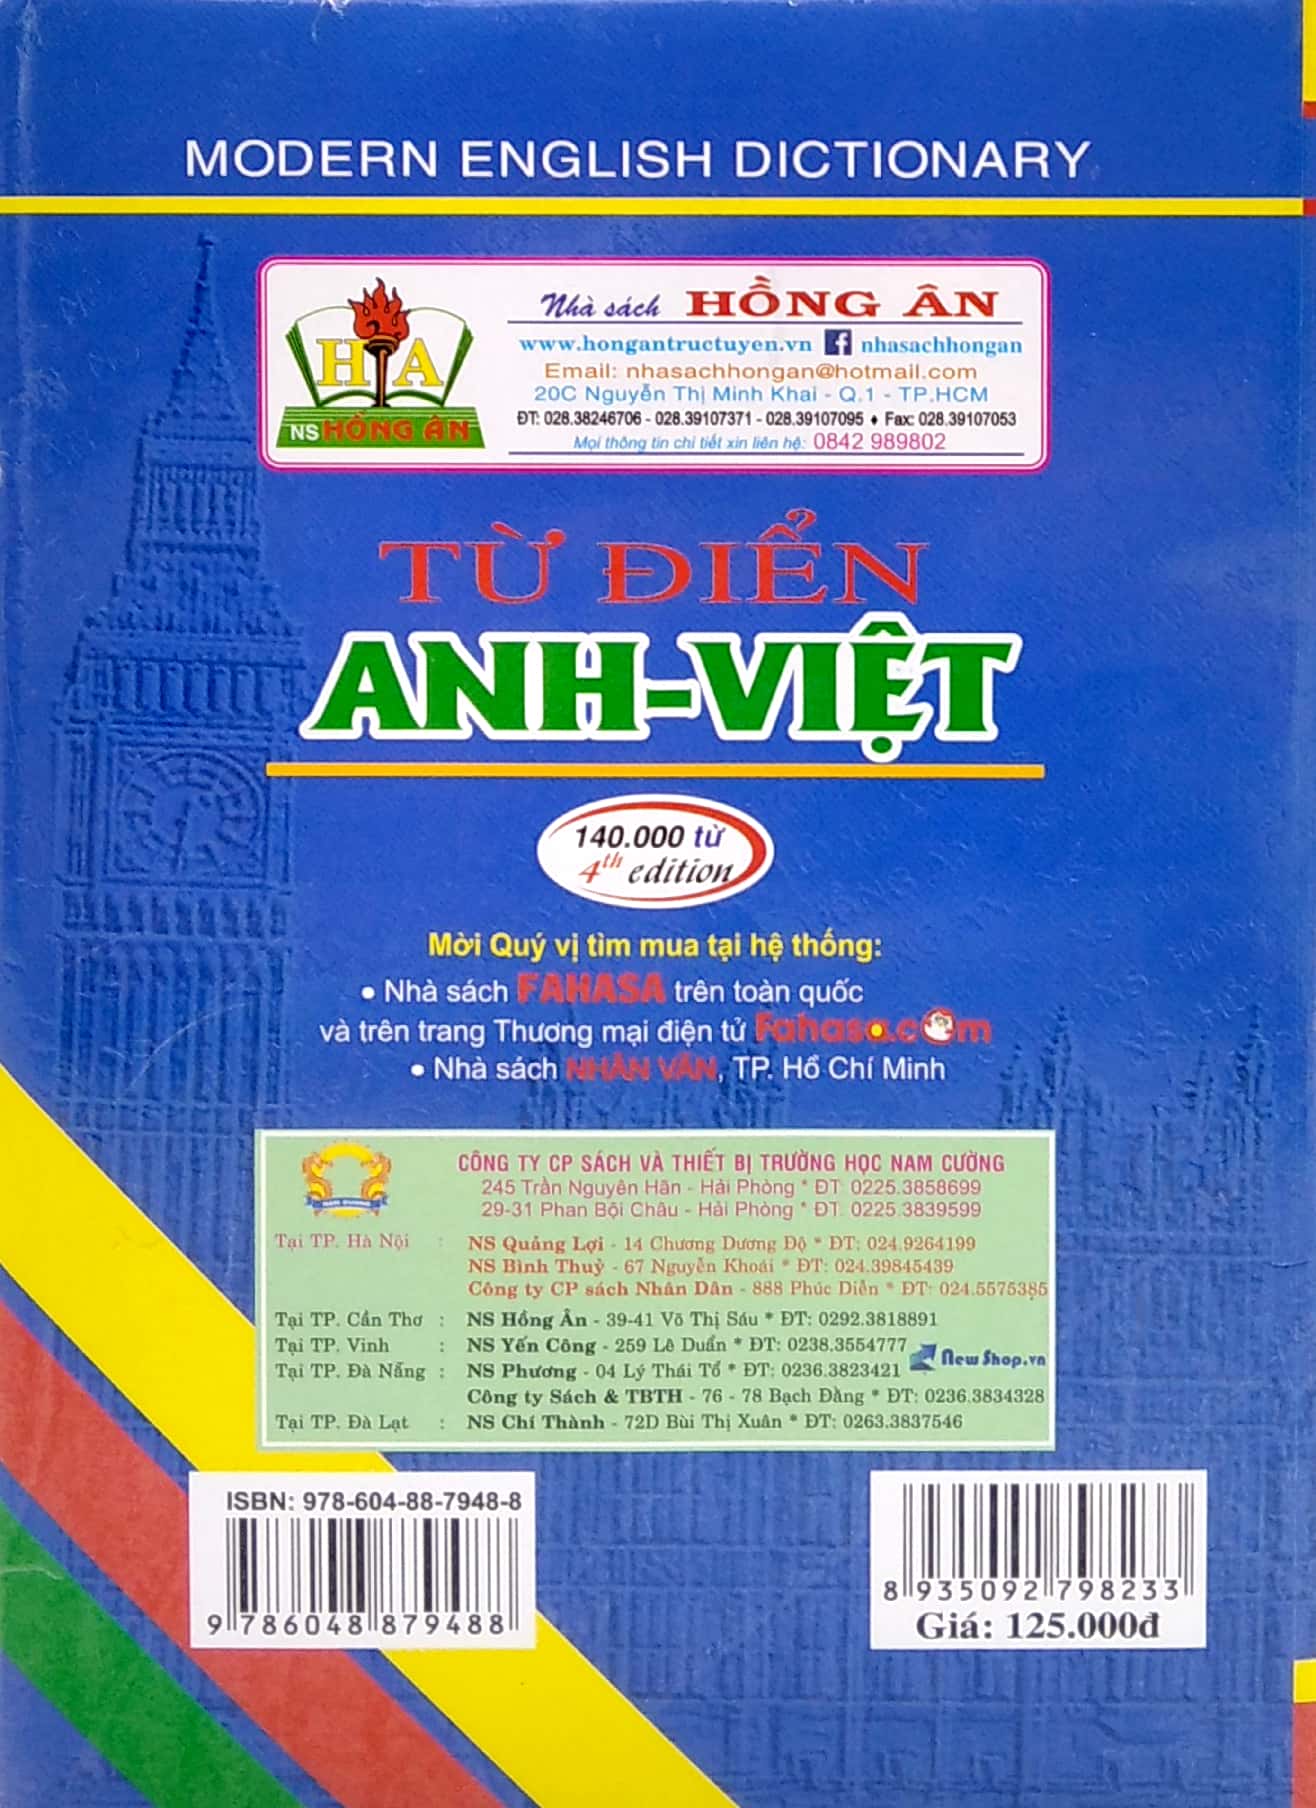 MODERN ENGLISH DICTIONARY
HA
NS HỒNG ÂN
Nhà sách HỒNG ÂN
www.hongantructuyen.vn f nhasachhongan
Email: nhasachhongan@hotmail.com
20C Nguyễn Thị Minh Khai - Q.1 - TP.HCM
ĐT: 028.38246706 - 028.39107371 - 028.39107095 ♦ Fax: 028.39107053
Mọi thông tin chi tiết xin liên hệ: 0842 989802
TỪ ĐIỂN
ANH-VIỆT
140.000 từ
4th edition
Mời Quý vị tìm mua tại hệ thống:
• Nhà sách FAHASA trên toàn quốc
và trên trang Thương mại điện tử Fahasa.com
• Nhà sách NHÂN VĂN, TP. Hồ Chí Minh
NAM CUONG
CÔNG TY CP SÁCH VÀ THIẾT BỊ TRƯỜNG HỌC NAM CƯỜNG
245 Trần Nguyên Hãn - Hải Phòng * ĐT: 0225.3858699
29-31 Phan Bội Châu - Hải Phòng * ĐT: 0225.3839599
Tại TP. Hà Nội : NS Quảng Lợi - 14 Chương Dương Độ * ĐT: 024.9264199
NS Bình Thuỷ - 67 Nguyễn Khoái * ĐT: 024.39845439
Công ty CP sách Nhân Dân - 888 Phúc Diễn * ĐT: 024.5575385
Tại TP. Cần Thơ : NS Hồng Ân - 39-41 Võ Thị Sáu * ĐT: 0292.3818891
Tại TP. Vinh : NS Yến Công - 259 Lê Duẩn * ĐT: 0238.3554777
Tại TP. Đà Nẵng : NS Phương - 04 Lý Thái Tổ * ĐT: 0236.3823421
NewShop.vn
Công ty Sách & TBTH - 76 - 78 Bạch Đằng * ĐT: 0236.3834328
Tại TP. Đà Lạt : NS Chí Thành - 72D Bùi Thị Xuân * ĐT: 0263.3837546
ISBN: 978-604-88-7948-8
9 786048 879488
8 935092 798233
Giá: 125.000đ